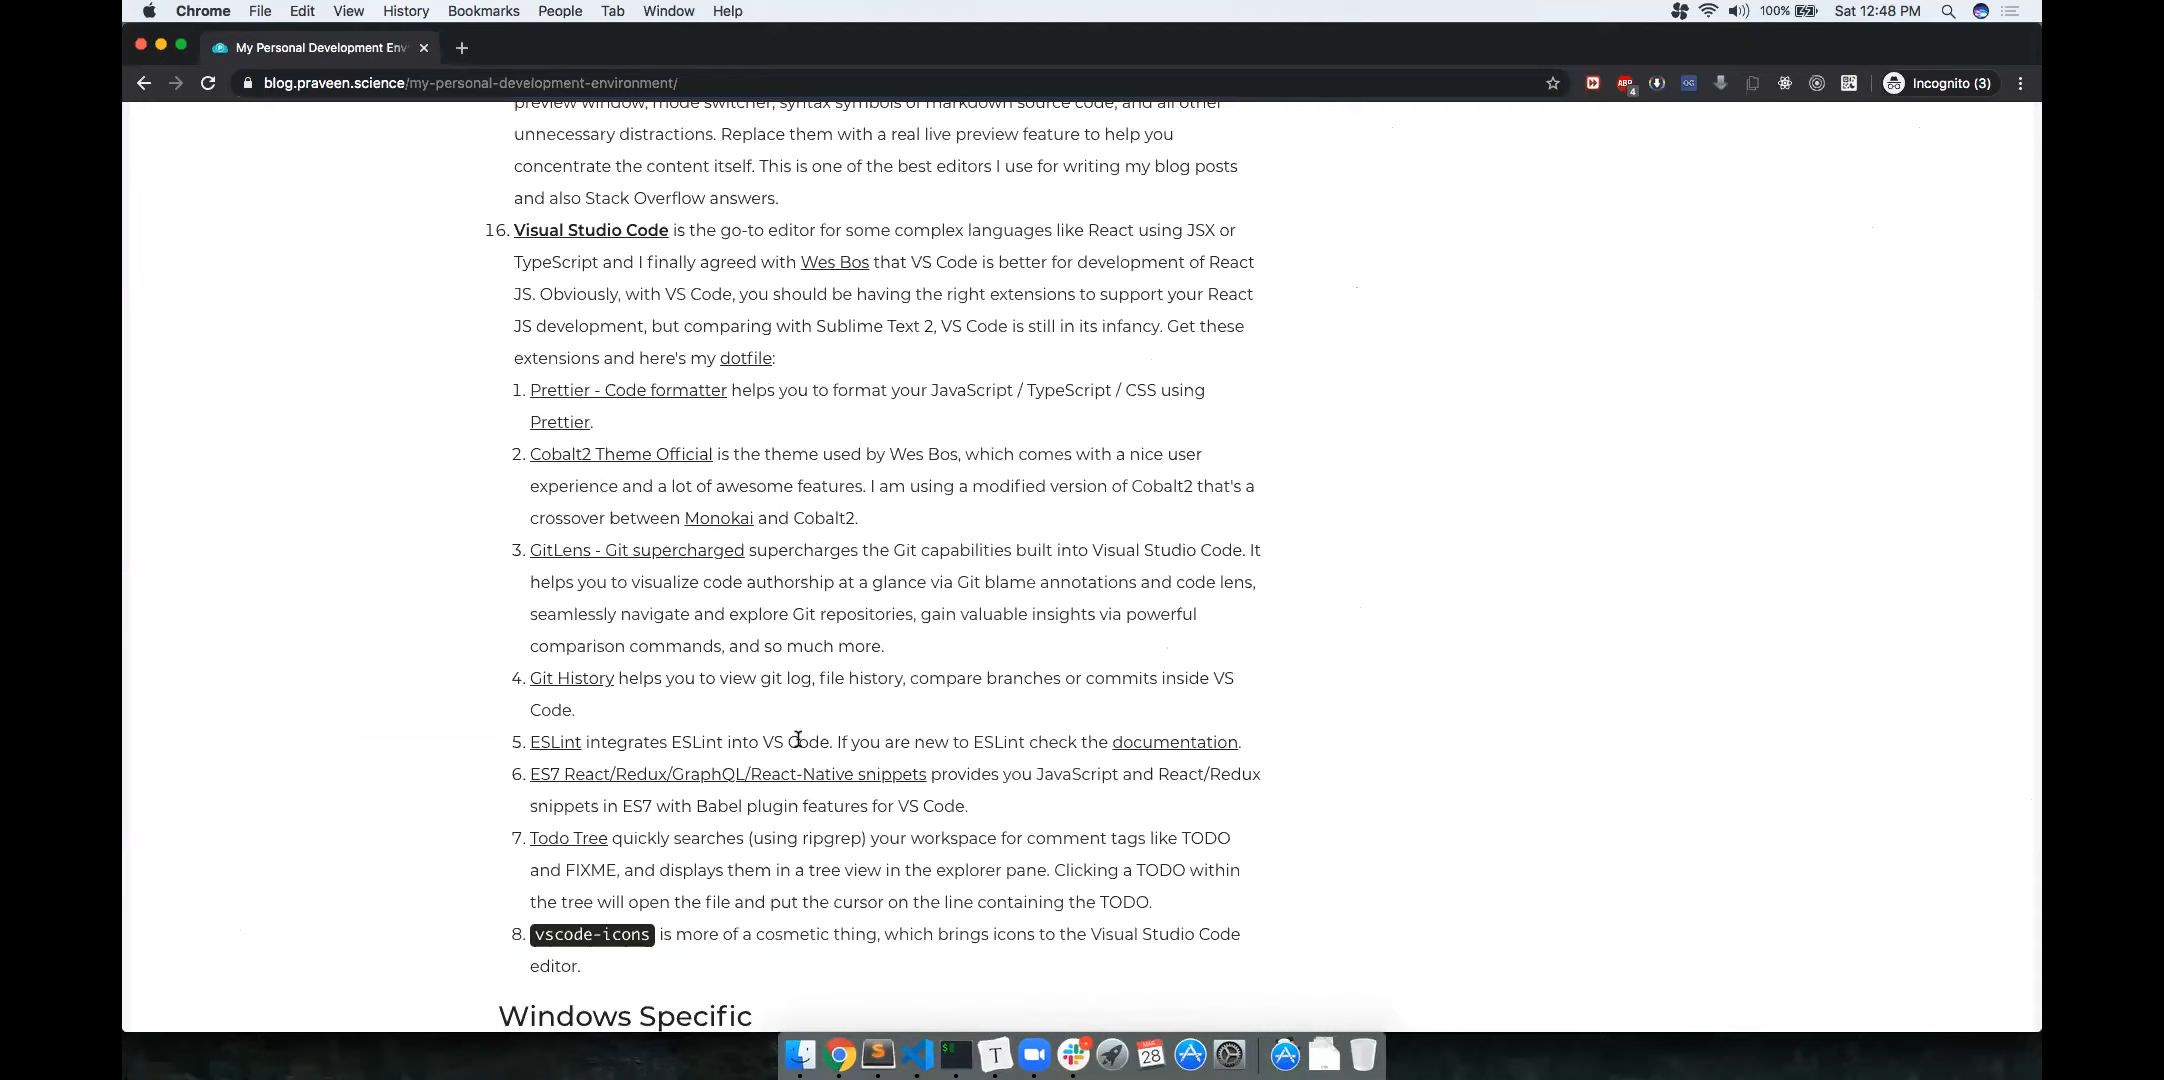 Chrome File Edit View History Bookmarks People Tab Window Help 100% Sat 12:48 PM
My Personal Development Env
blog.praveen.science/my-personal-development-environment/ ABP 4 Incognito (3)
preview window, mode switcher, syntax symbols of markdown source code, and all other
unnecessary distractions. Replace them with a real live preview feature to help you
concentrate the content itself. This is one of the best editors I use for writing my blog posts
and also Stack Overflow answers.
16. Visual Studio Code is the go-to editor for some complex languages like React using JSX or
TypeScript and I finally agreed with Wes Bos that VS Code is better for development of React
JS. Obviously, with VS Code, you should be having the right extensions to support your React
JS development, but comparing with Sublime Text 2, VS Code is still in its infancy. Get these
extensions and here's my dotfile:
1. Prettier - Code formatter helps you to format your JavaScript / TypeScript / CSS using
Prettier.
2. Cobalt2 Theme Official is the theme used by Wes Bos, which comes with a nice user
experience and a lot of awesome features. I am using a modified version of Cobalt2 that's a
crossover between Monokai and Cobalt2.
3. GitLens - Git supercharged supercharges the Git capabilities built into Visual Studio Code. It
helps you to visualize code authorship at a glance via Git blame annotations and code lens,
seamlessly navigate and explore Git repositories, gain valuable insights via powerful
comparison commands, and so much more.
4. Git History helps you to view git log, file history, compare branches or commits inside VS
Code.
5. ESLint integrates ESLint into VS Code. If you are new to ESLint check the documentation.
6. ES7 React/Redux/GraphQL/React-Native snippets provides you JavaScript and React/Redux
snippets in ES7 with Babel plugin features for VS Code.
7. Todo Tree quickly searches (using ripgrep) your workspace for comment tags like TODO
and FIXME, and displays them in a tree view in the explorer pane. Clicking a TODO within
the tree will open the file and put the cursor on the line containing the TODO.
8. vscode-icons is more of a cosmetic thing, which brings icons to the Visual Studio Code
editor.
Windows Specific
S $ T 28